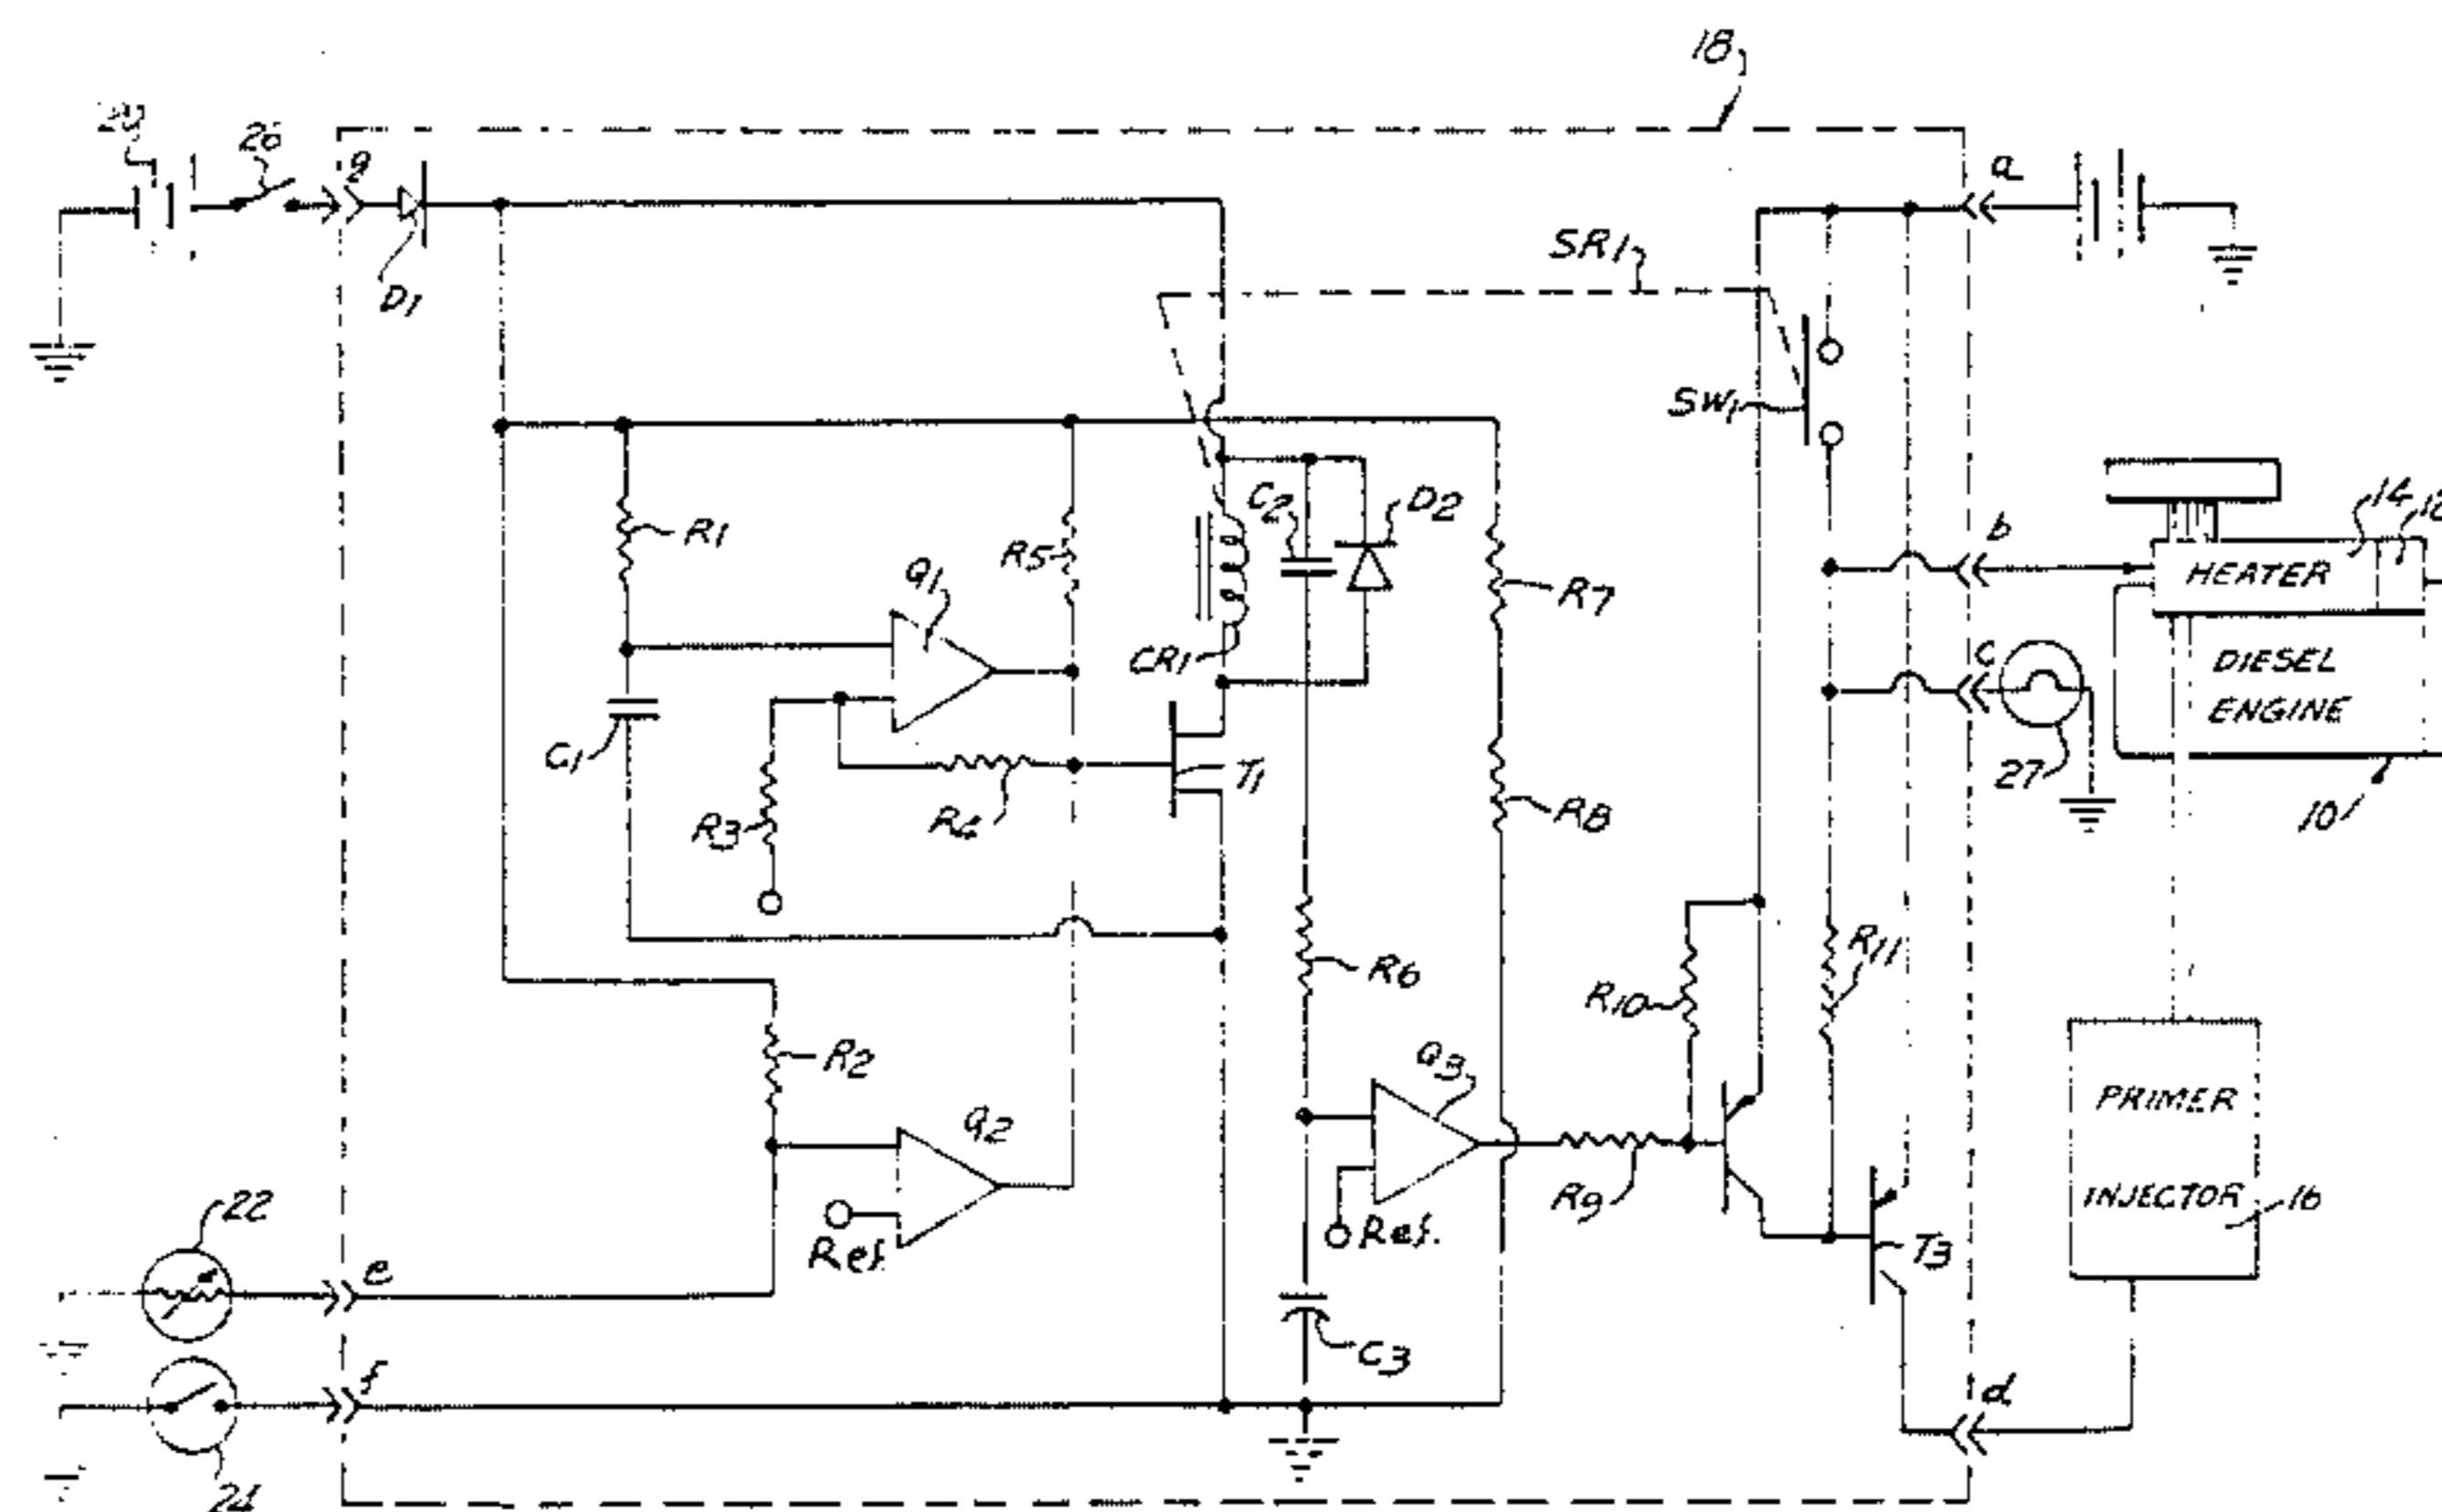 18
26
g
a
D1
SR1
SW1
C2
D2
14
b
R1
R5
Q1
R7
HEATER
CR1
C
DIESEL
ENGINE
C1
R3
R4
T1
R8
27
10
R6
R10
R11
R2
Q3
Q2
PRIMER
INJECTOR
16
22
Ref.
Ref.
R9
T3
e
C3
f
d
24